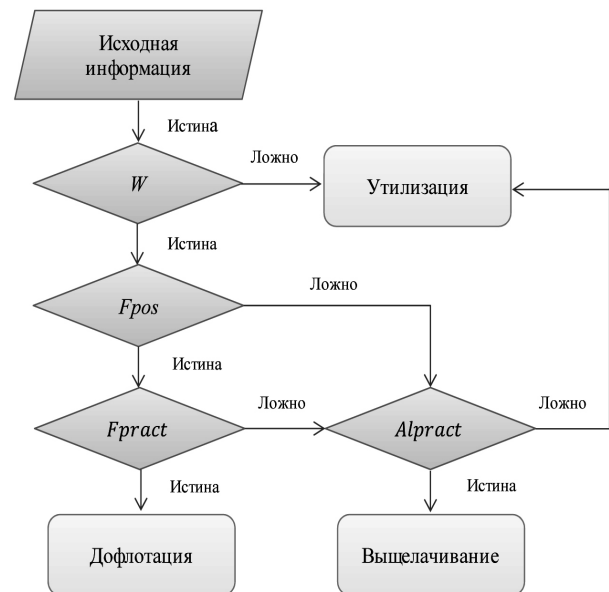 Исходная
информация
Истина
Ложно
W
Утилизация
Истина
Ложно
Fpos
Истина
Ложно
Ложно
Fpract
Alpract
Истина
Истина
Дофлотация
Выщелачивание